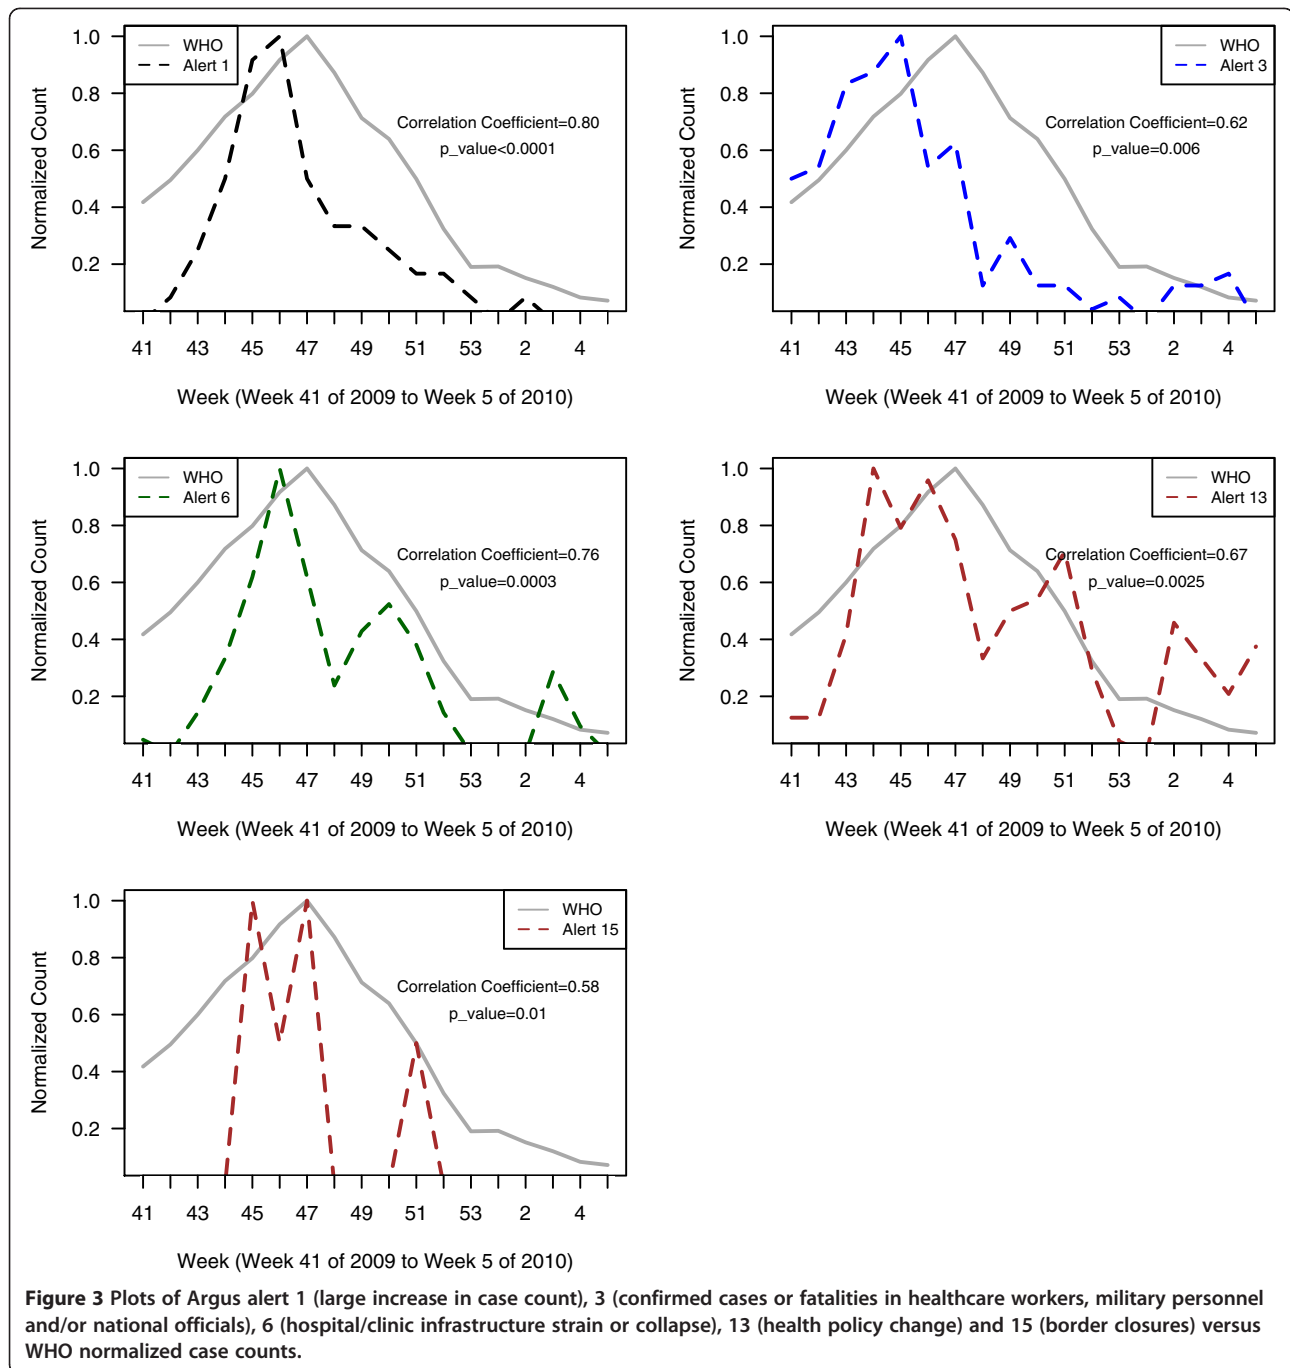 WHO
Alert 1
Correlation Coefficient=0.80
p_value<0.0001
Normalized Count
1.0
0.8
0.6
0.4
0.2
41 43 45 47 49 51 53 2 4
Week (Week 41 of 2009 to Week 5 of 2010)
WHO
Alert 3
Correlation Coefficient=0.62
p_value=0.006
Normalized Count
1.0
0.8
0.6
0.4
0.2
41 43 45 47 49 51 53 2 4
Week (Week 41 of 2009 to Week 5 of 2010)
WHO
Alert 6
Correlation Coefficient=0.76
p_value=0.0003
Normalized Count
1.0
0.8
0.6
0.4
0.2
41 43 45 47 49 51 53 2 4
Week (Week 41 of 2009 to Week 5 of 2010)
WHO
Alert 13
Correlation Coefficient=0.67
p_value=0.0025
Normalized Count
1.0
0.8
0.6
0.4
0.2
41 43 45 47 49 51 53 2 4
Week (Week 41 of 2009 to Week 5 of 2010)
WHO
Alert 15
Correlation Coefficient=0.58
p_value=0.01
Normalized Count
1.0
0.8
0.6
0.4
0.2
41 43 45 47 49 51 53 2 4
Week (Week 41 of 2009 to Week 5 of 2010)
Figure 3 Plots of Argus alert 1 (large increase in case count), 3 (confirmed cases or fatalities in healthcare workers, military personnel
and/or national officials), 6 (hospital/clinic infrastructure strain or collapse), 13 (health policy change) and 15 (border closures) versus
WHO normalized case counts.